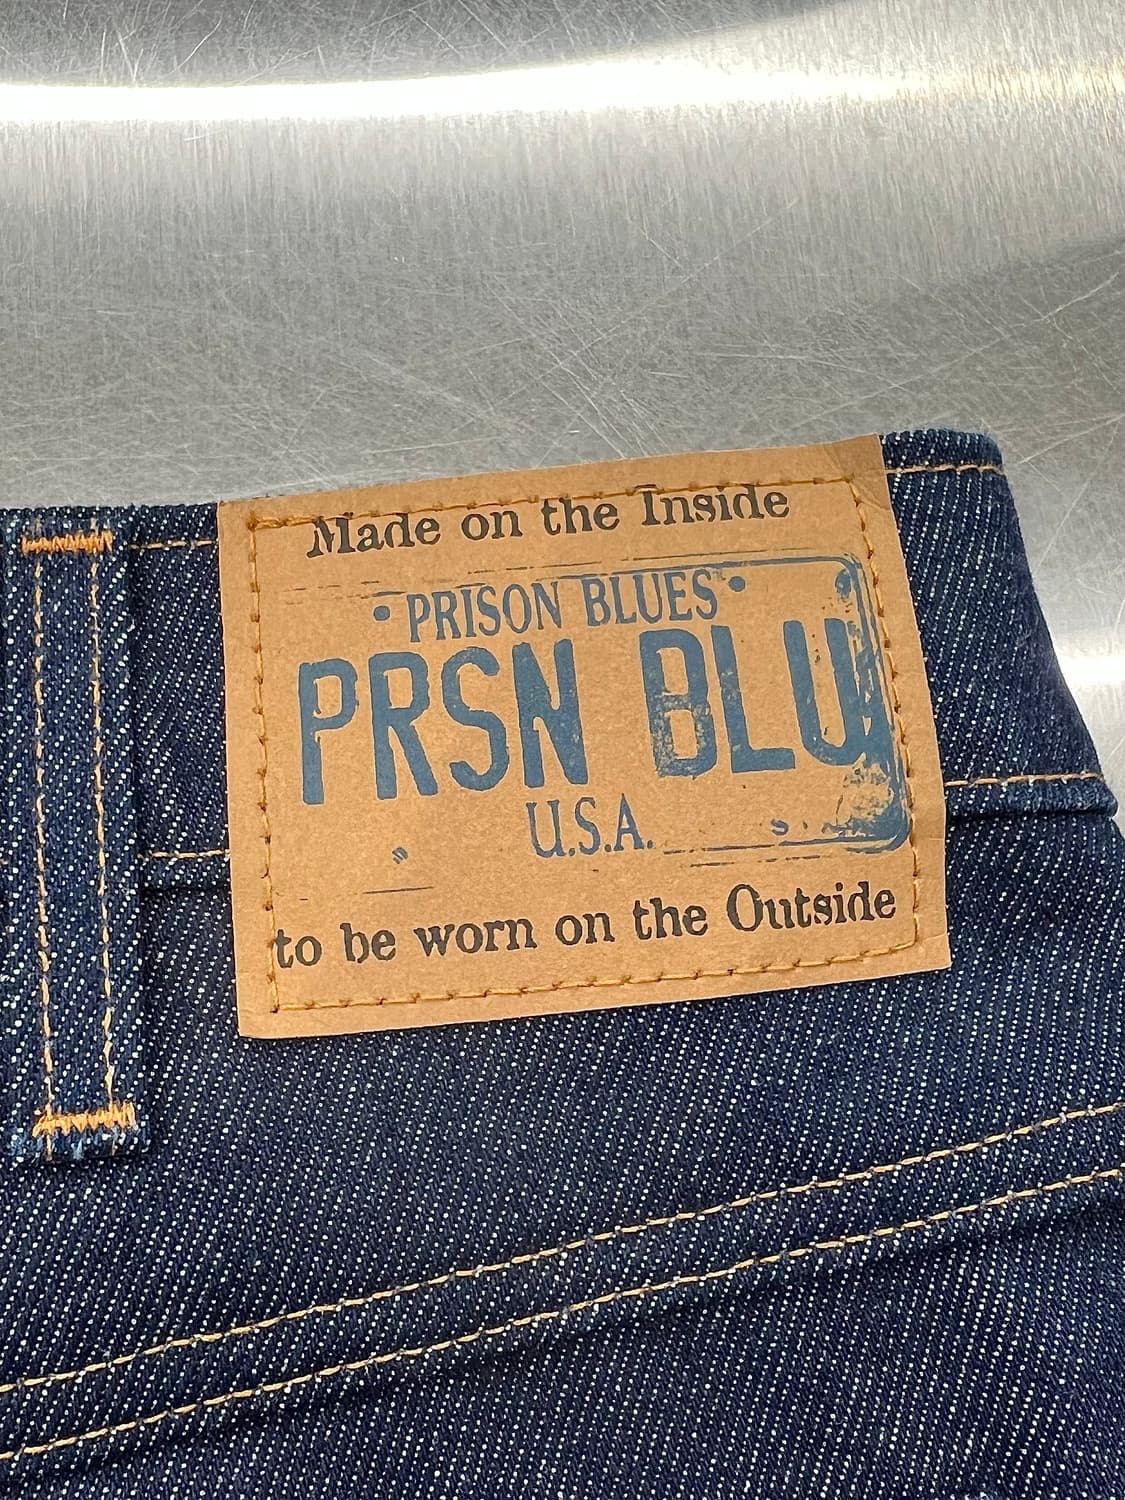 Made on the Inside
• PRISON BLUES •
PRSN BLU
U.S.A.
to be worn on the Outside